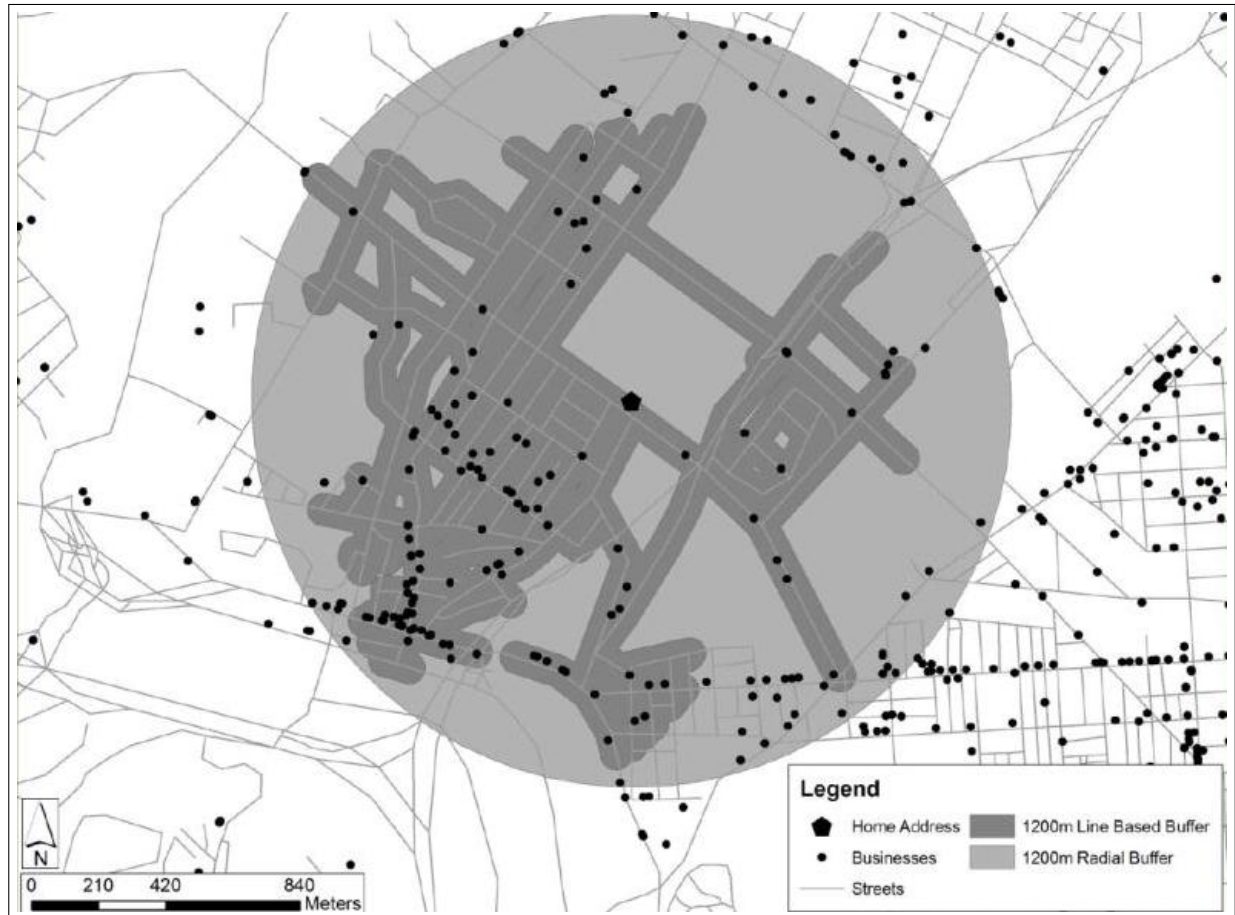 Legend
Home Address
1200m Line Based Buffer
Businesses
1200m Radial Buffer
Streets
N
0 210 420 840
Meters